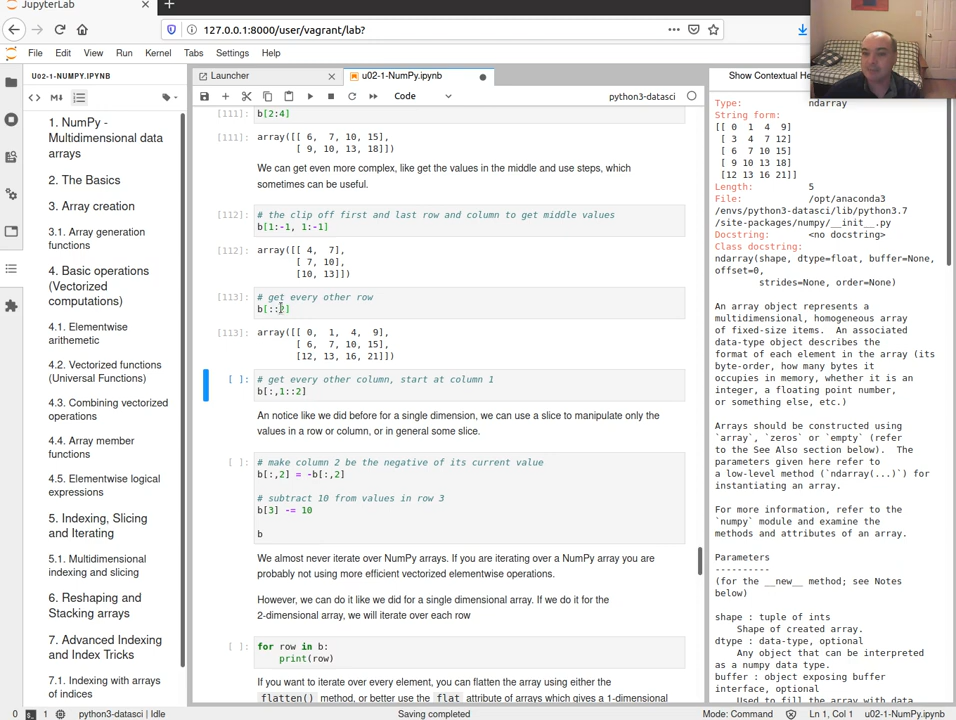 JupyterLab
127.0.0.1:8000/user/vagrant/lab?
File Edit View Run Kernel Tabs Settings Help
U02-1-NUMPY.IPYNB
1. NumPy -
Multidimensional data
arrays
2. The Basics
3. Array creation
3.1. Array generation
functions
4. Basic operations
(Vectorized
computations)
4.1. Elementwise
arithemetic
4.2. Vectorized functions
(Universal Functions)
4.3. Combining vectorized
operations
4.4. Array member
functions
4.5. Elementwise logical
expressions
5. Indexing, Slicing
and Iterating
5.1. Multidimensional
indexing and slicing
6. Reshaping and
Stacking arrays
7. Advanced Indexing
and Index Tricks
7.1. Indexing with arrays
of indices
Launcher
u02-1-NumPy.ipynb
Code
python3-datasci
[111]: b[2:4]
[111]: array([[ 6, 7, 10, 15],
[ 9, 10, 13, 18]])
We can get even more complex, like get the values in the middle and use steps, which
sometimes can be useful.
[112]: # the clip off first and last row and column to get middle values
b[1:-1, 1:-1]
[112]: array([[ 4, 7],
[ 7, 10],
[10, 13]])
[113]: # get every other row
b[::2]
[113]: array([[ 0, 1, 4, 9],
[ 6, 7, 10, 15],
[12, 13, 16, 21]])
[ ]: # get every other column, start at column 1
b[:,1::2]
An notice like we did before for a single dimension, we can use a slice to manipulate only the
values in a row or column, or in general some slice.
[ ]: # make column 2 be the negative of its current value
b[:,2] = -b[:,2]
# subtract 10 from values in row 3
b[3] -= 10
b
We almost never iterate over NumPy arrays. If you are iterating over a NumPy array you are
probably not using more efficient vectorized elementwise operations.
However, we can do it like we did for a single dimensional array. If we do it for the
2-dimensional array, we will iterate over each row
[ ]: for row in b:
print(row)
If you want to iterate over every element, you can flatten the array using either the
flatten() method, or better use the flat attribute of arrays which gives a 1-dimensional
Show Contextual He
Type: ndarray
String form:
[[ 0 1 4 9]
[ 3 4 7 12]
[ 6 7 10 15]
[ 9 10 13 18]
[12 13 16 21]]
Length: 5
File: /opt/anaconda3
/envs/python3-datasci/lib/python3.7
/site-packages/numpy/__init__.py
Docstring: <no docstring>
Class docstring:
ndarray(shape, dtype=float, buffer=None,
offset=0,
strides=None, order=None)
An array object represents a
multidimensional, homogeneous array
of fixed-size items. An associated
data-type object describes the
format of each element in the array (its
byte-order, how many bytes it
occupies in memory, whether it is an
integer, a floating point number,
or something else, etc.)
Arrays should be constructed using
`array`, `zeros` or `empty` (refer
to the See Also section below). The
parameters given here refer to
a low-level method (`ndarray(...)`) for
instantiating an array.
For more information, refer to the
`numpy` module and examine the
methods and attributes of an array.
Parameters
----------
(for the __new__ method; see Notes
below)
shape : tuple of ints
Shape of created array.
dtype : data-type, optional
Any object that can be interpreted
as a numpy data type.
buffer : object exposing buffer
interface, optional
Used to fill the array with data
0 1 python3-datasci | Idle
Saving completed
Mode: Command
Ln 1, Col 1
u02-1-NumPy.ipynb